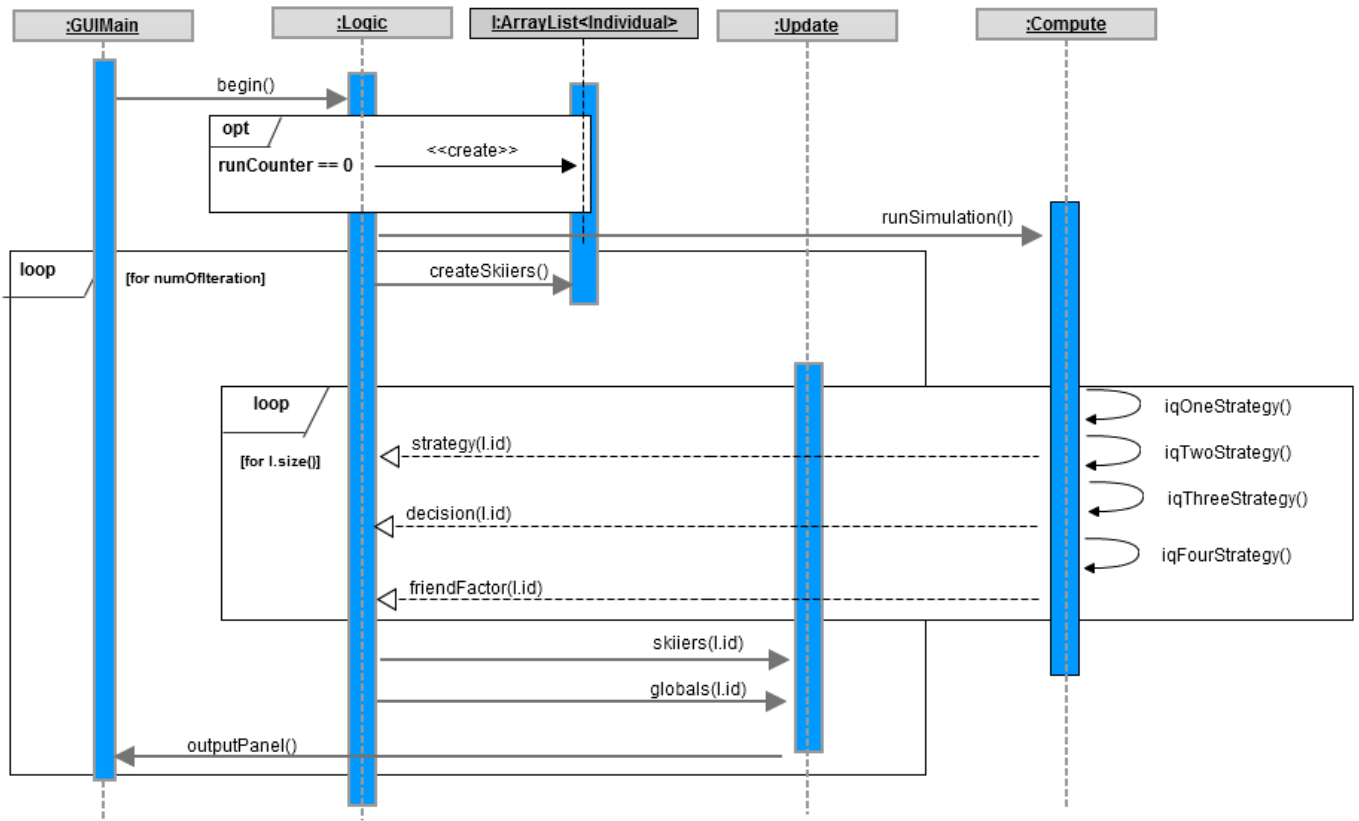 :GUIMain
:Logic
l:ArrayList<Individual>
:Update
:Compute
begin()
opt
runCounter == 0
<<create>>
runSimulation(l)
loop
[for numOfIteration]
createSkiiers()
loop
[for l.size()]
iqOneStrategy()
strategy(l.id)
iqTwoStrategy()
iqThreeStrategy()
decision(l.id)
iqFourStrategy()
friendFactor(l.id)
skiiers(l.id)
globals(l.id)
outputPanel()